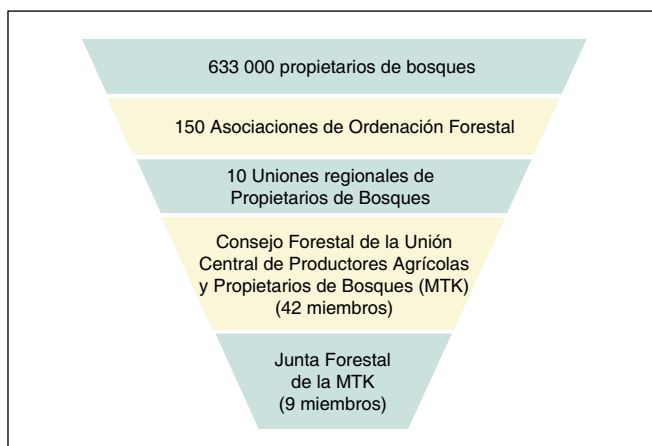 633 000 propietarios de bosques
150 Asociaciones de Ordenación Forestal
10 Uniones regionales de
Propietarios de Bosques
Consejo Forestal de la Unión
Central de Productores Agrícolas
y Propietarios de Bosques (MTK)
(42 miembros)
Junta Forestal
de la MTK
(9 miembros)